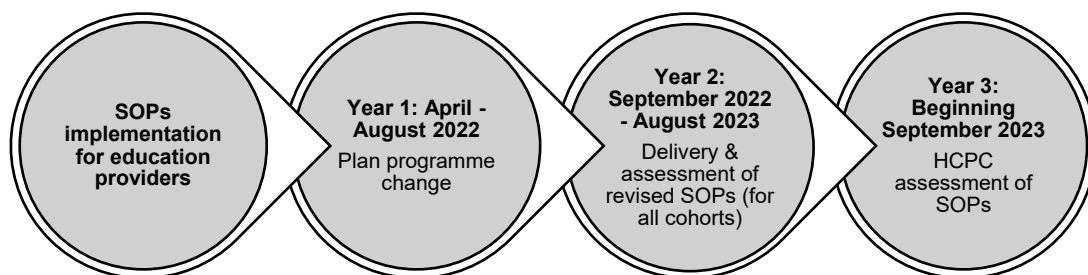 SOPs
implementation
for education
providers
Year 1: April -
August 2022
Plan programme
change
Year 2:
September 2022
- August 2023
Delivery &
assessment of
revised SOPs (for
all cohorts)
Year 3:
Beginning
September 2023
HCPC
assessment of
SOPs